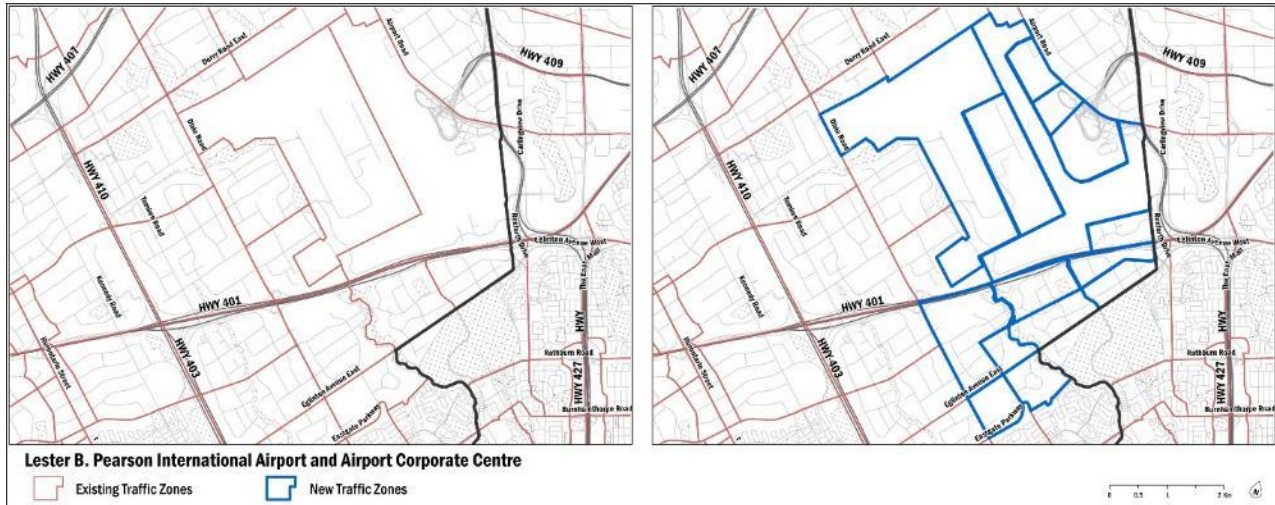 HWY 407
Derry Road East
Airport Road
HWY 409
Dixie Road
Carlingview Drive
HWY 410
Tomken Road
Renforth Drive
Eglinton Avenue West
The East Mall
Kennedy Road
HWY 401
HWY
Hurontario Street
HWY 403
Rathburn Road
HWY 427
Eglinton Avenue East
Burnhamthorpe Road
Eastgate Parkway
HWY 407
Derry Road East
Airport Road
HWY 409
Dixie Road
Carlingview Drive
HWY 410
Tomken Road
Renforth Drive
Eglinton Avenue West
The East Mall
Kennedy Road
HWY 401
HWY
Hurontario Street
HWY 403
Rathburn Road
HWY 427
Eglinton Avenue East
Burnhamthorpe Road
Eastgate Parkway
Lester B. Pearson International Airport and Airport Corporate Centre
Existing Traffic Zones
New Traffic Zones
0 0.5 1 2 Km
N